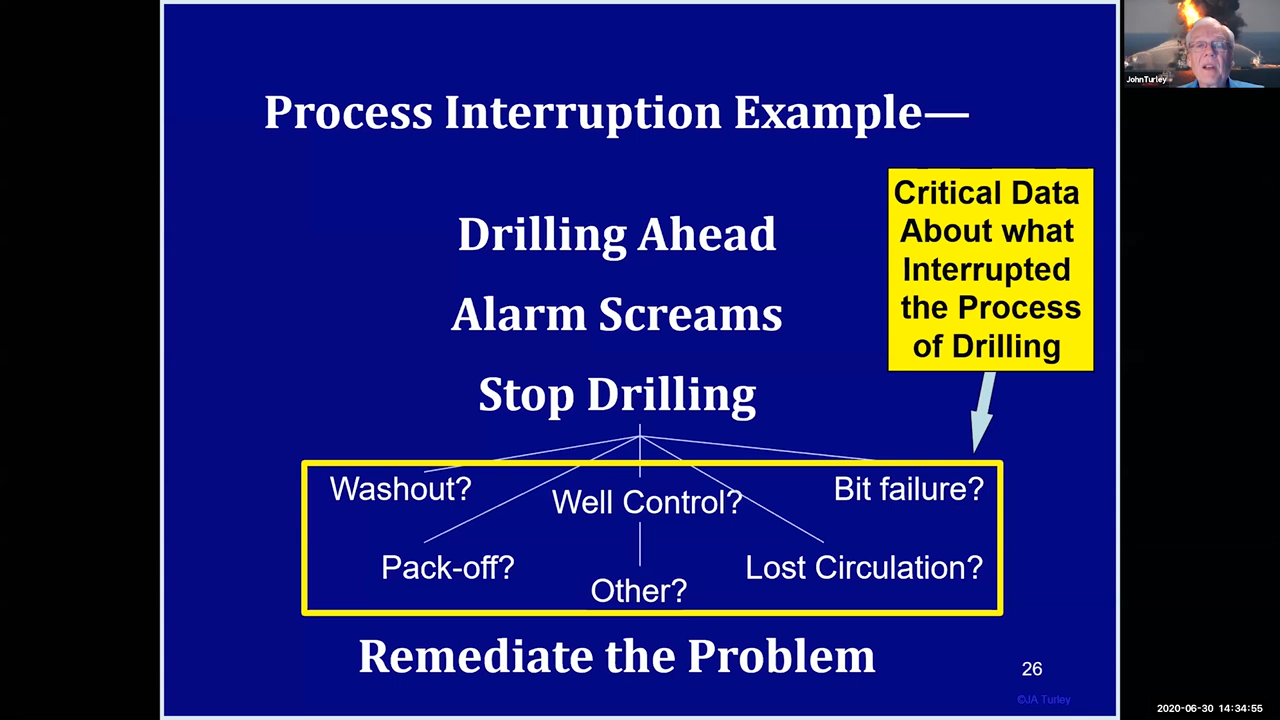 Process Interruption Example—
Drilling Ahead
Alarm Screams
Stop Drilling
Critical Data
About what
Interrupted
the Process
of Drilling
Washout?
Well Control?
Bit failure?
Pack-off?
Other?
Lost Circulation?
Remediate the Problem
26
©JA Turley
JohnTurley
2020-06-30 14:34:55